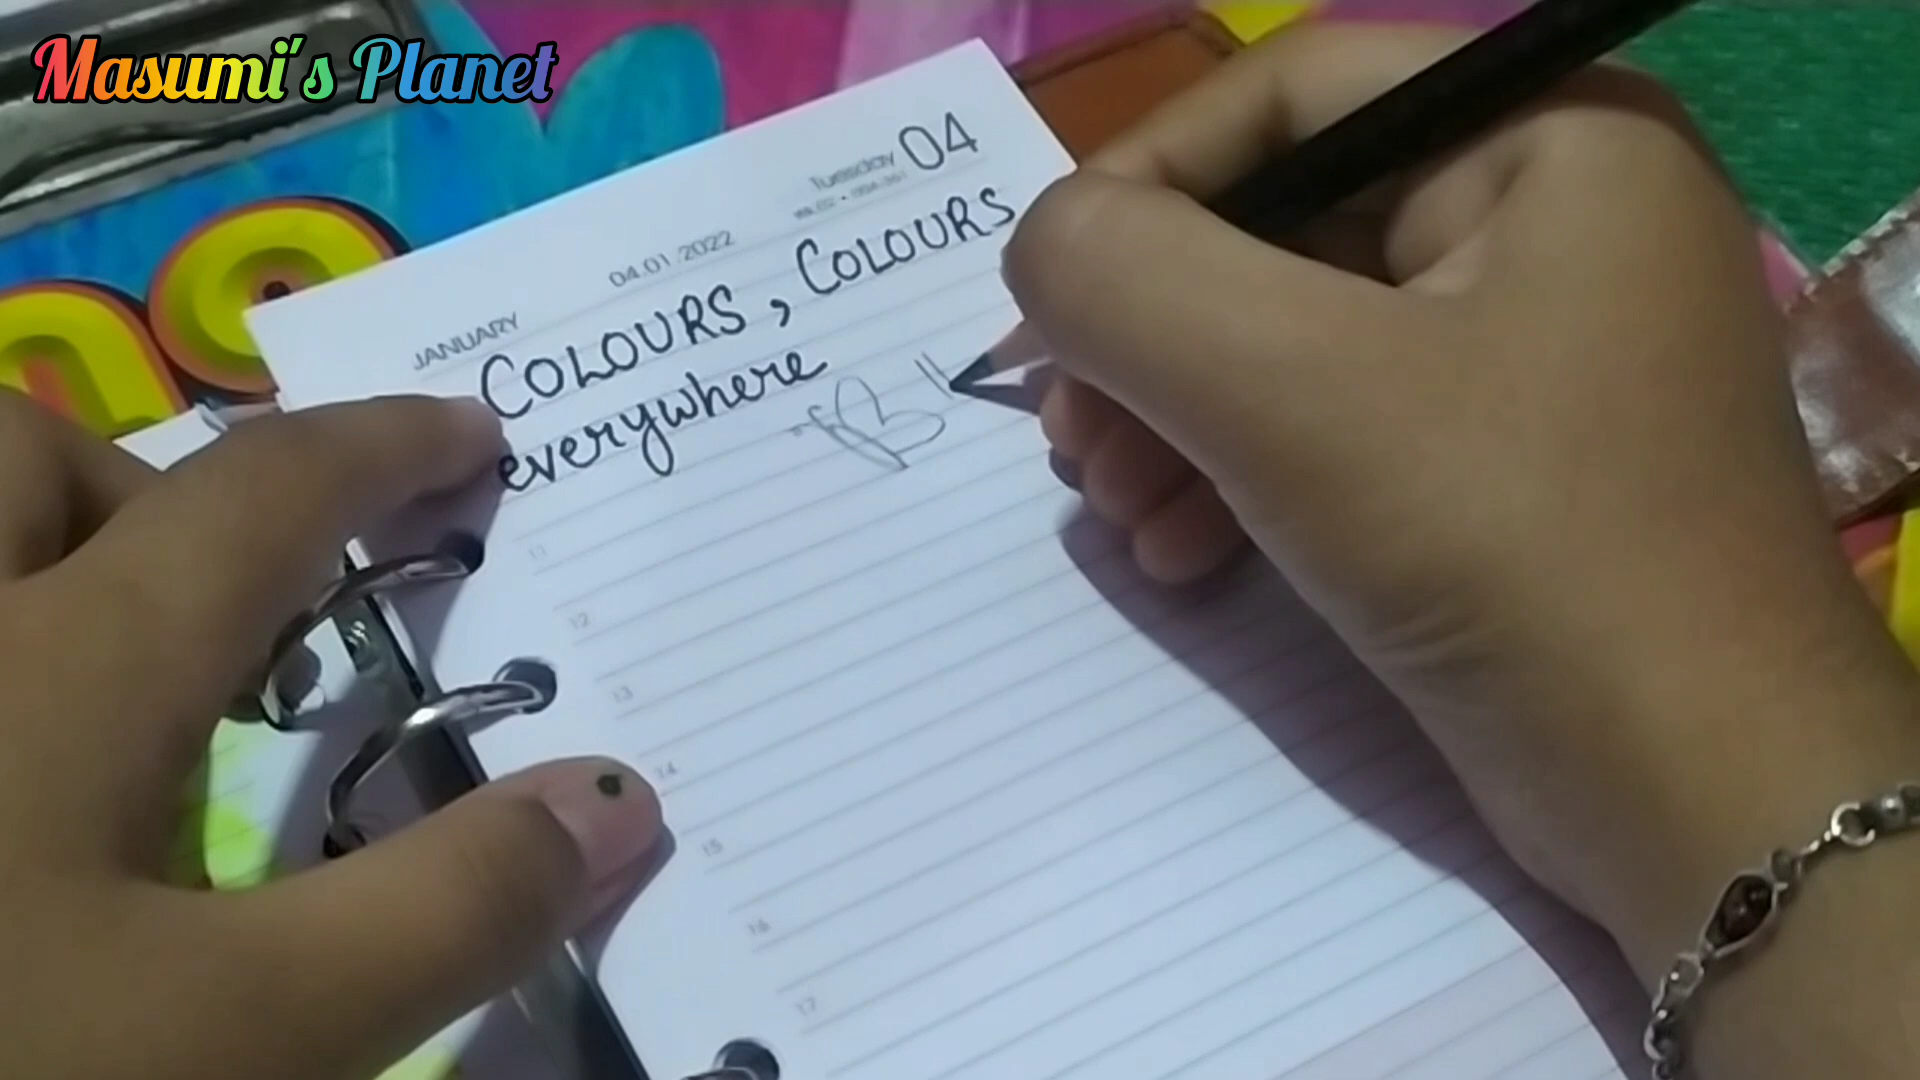 Masumi's Planet
Tuesday 04
JANUARY 04.01.2022
COLOURS, COLOURS
everywhere
11
12
13
14
15
16
17